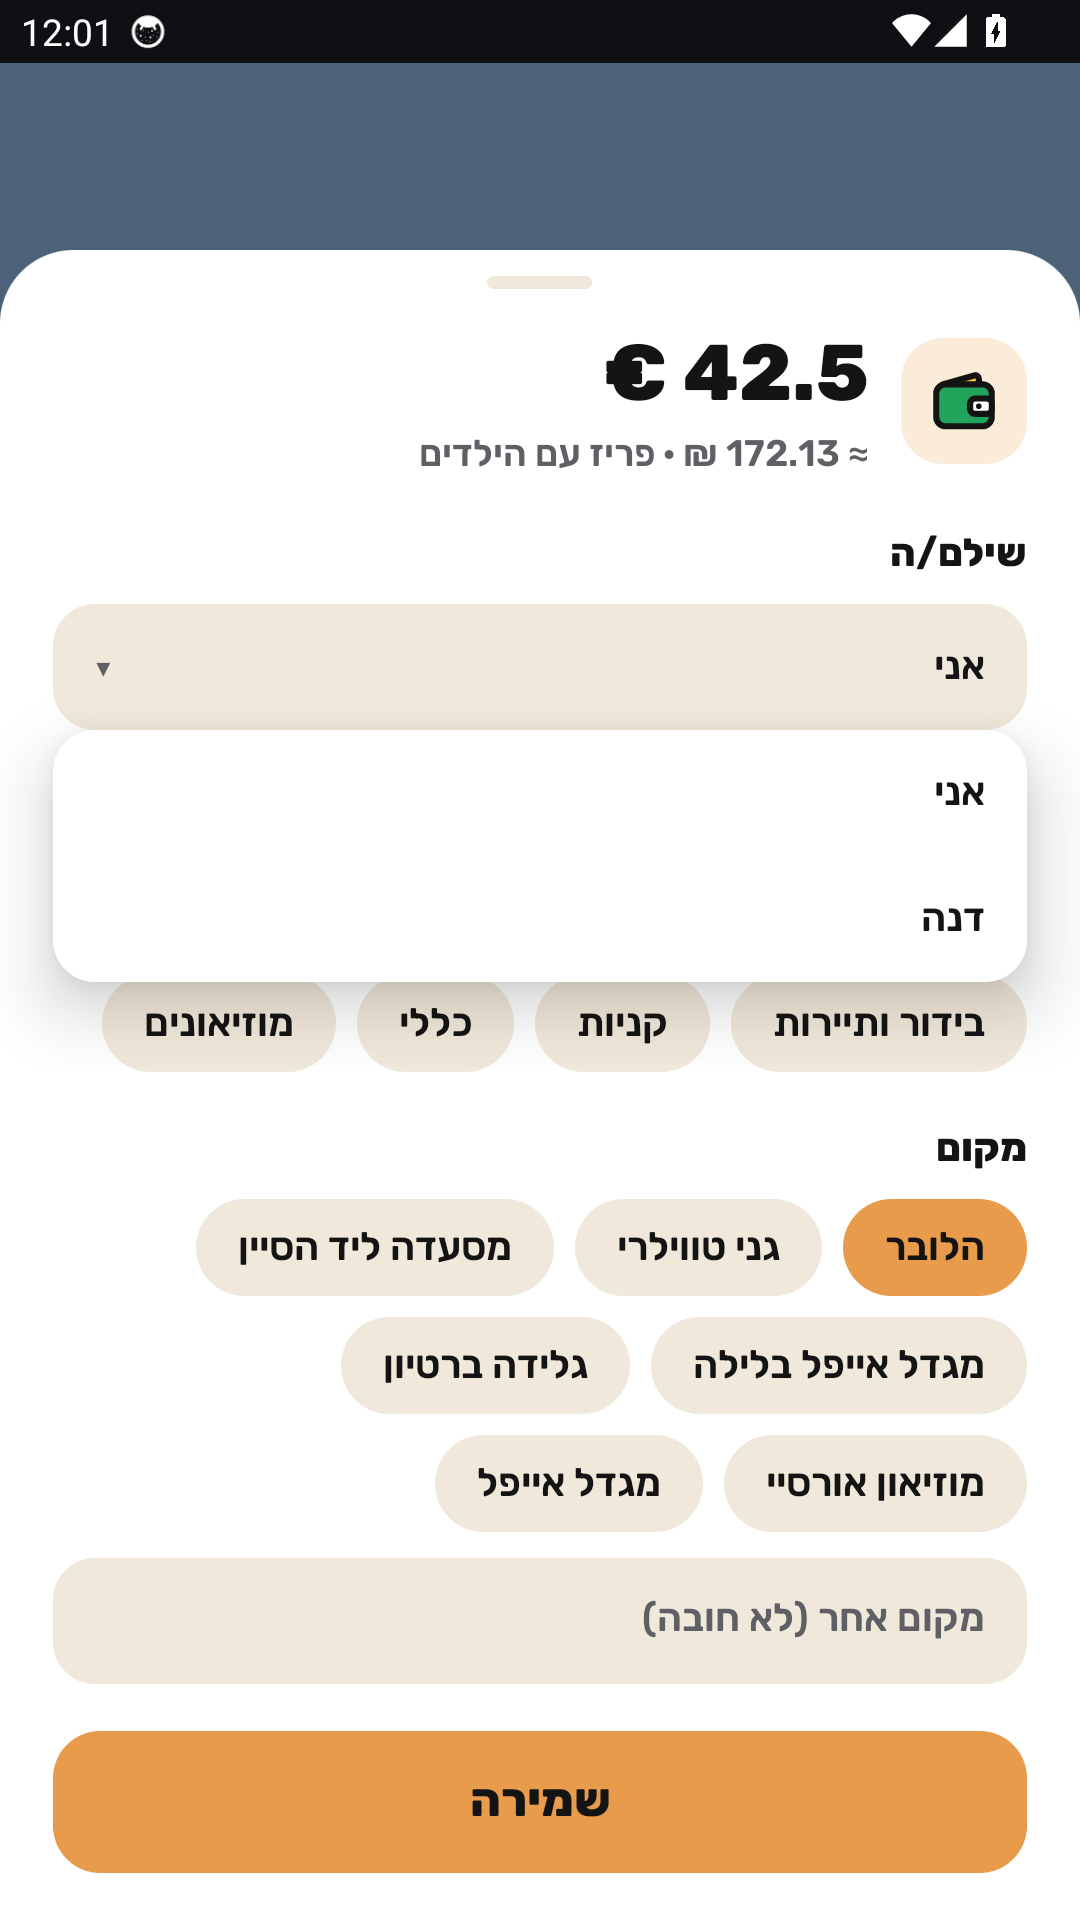 12:01
42.5 €
≈ 172.13 ₪ • פריז עם הילדים
שילם/ה
אני
▼
אני
דנה
בידור ותיירות
קניות
כללי
מוזיאונים
מקום
הלובר
גני טווילרי
מסעדה ליד הסיין
מגדל אייפל בלילה
גלידה ברטיון
מוזיאון אורסיי
מגדל אייפל
מקום אחר (לא חובה)
שמירה